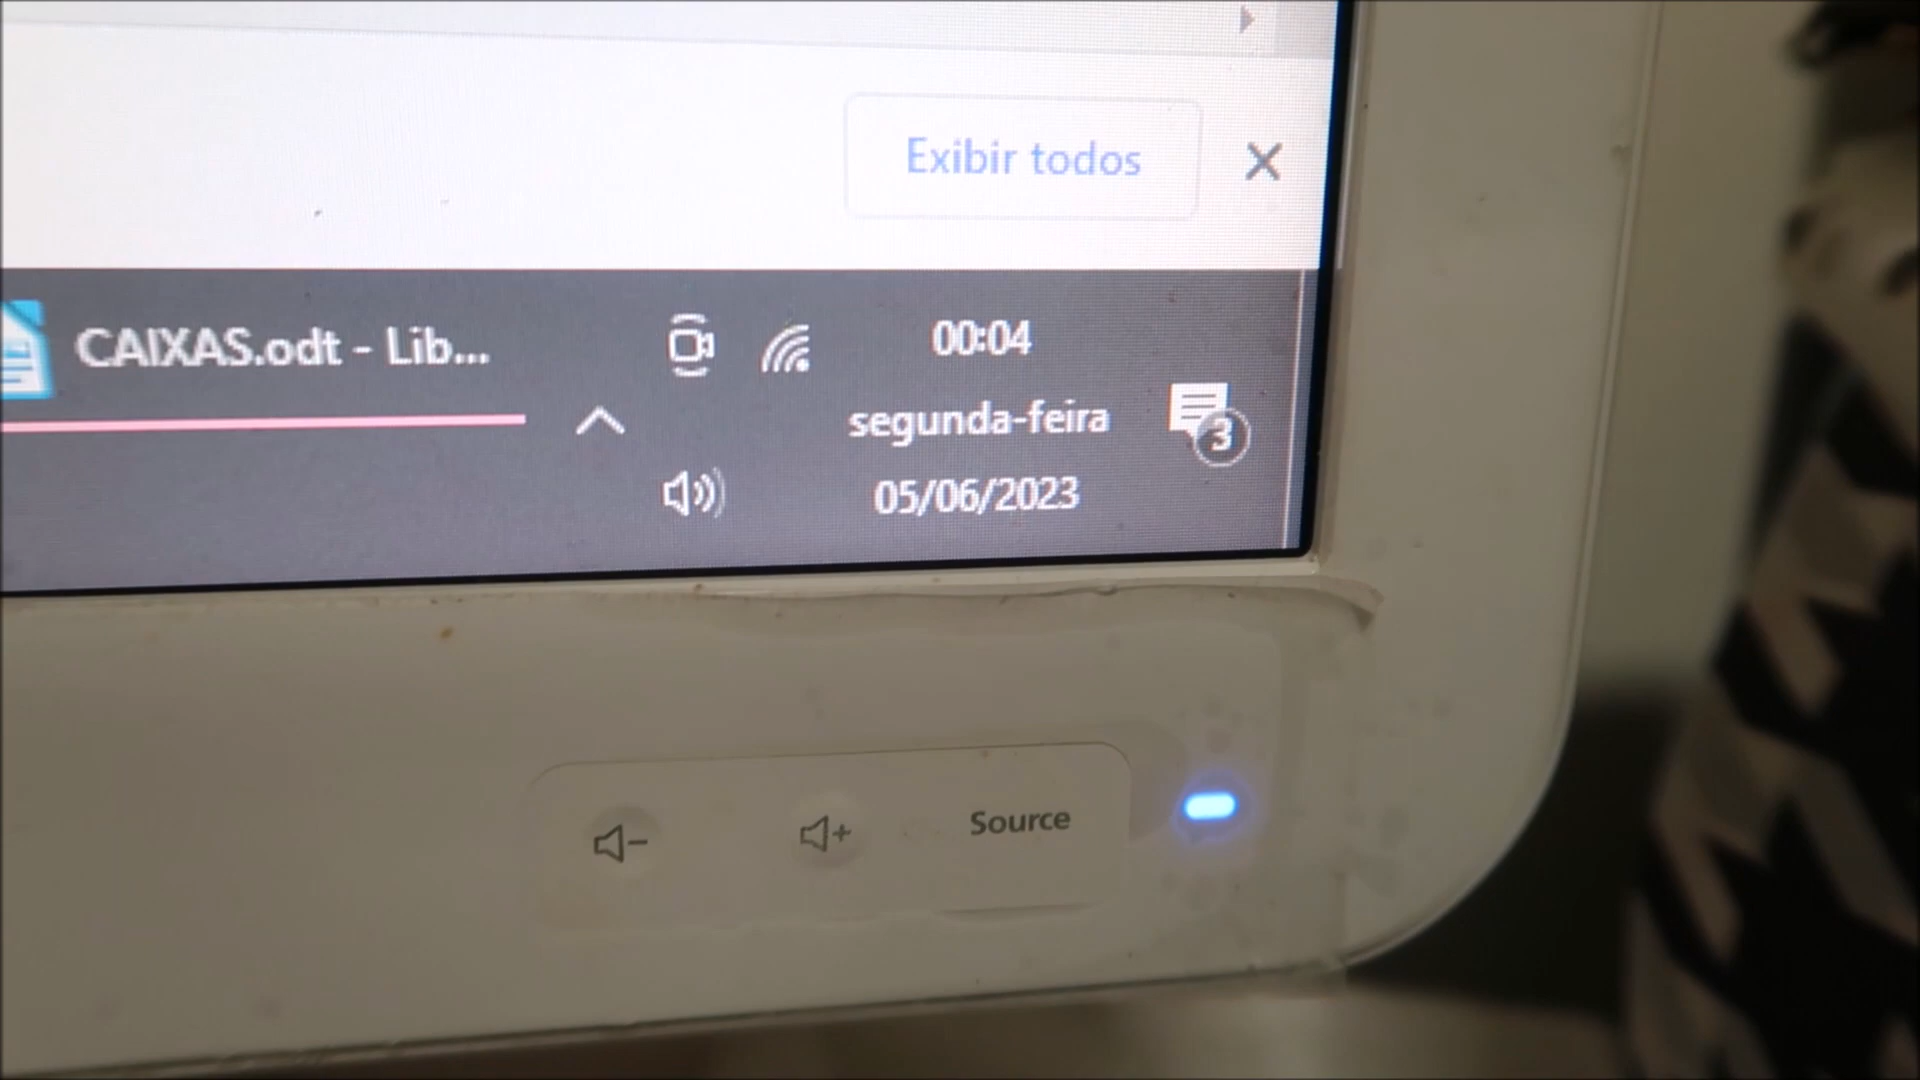 Exibir todos
CAIXAS.odt - Lib...
00:04
segunda-feira
3
05/06/2023
Source